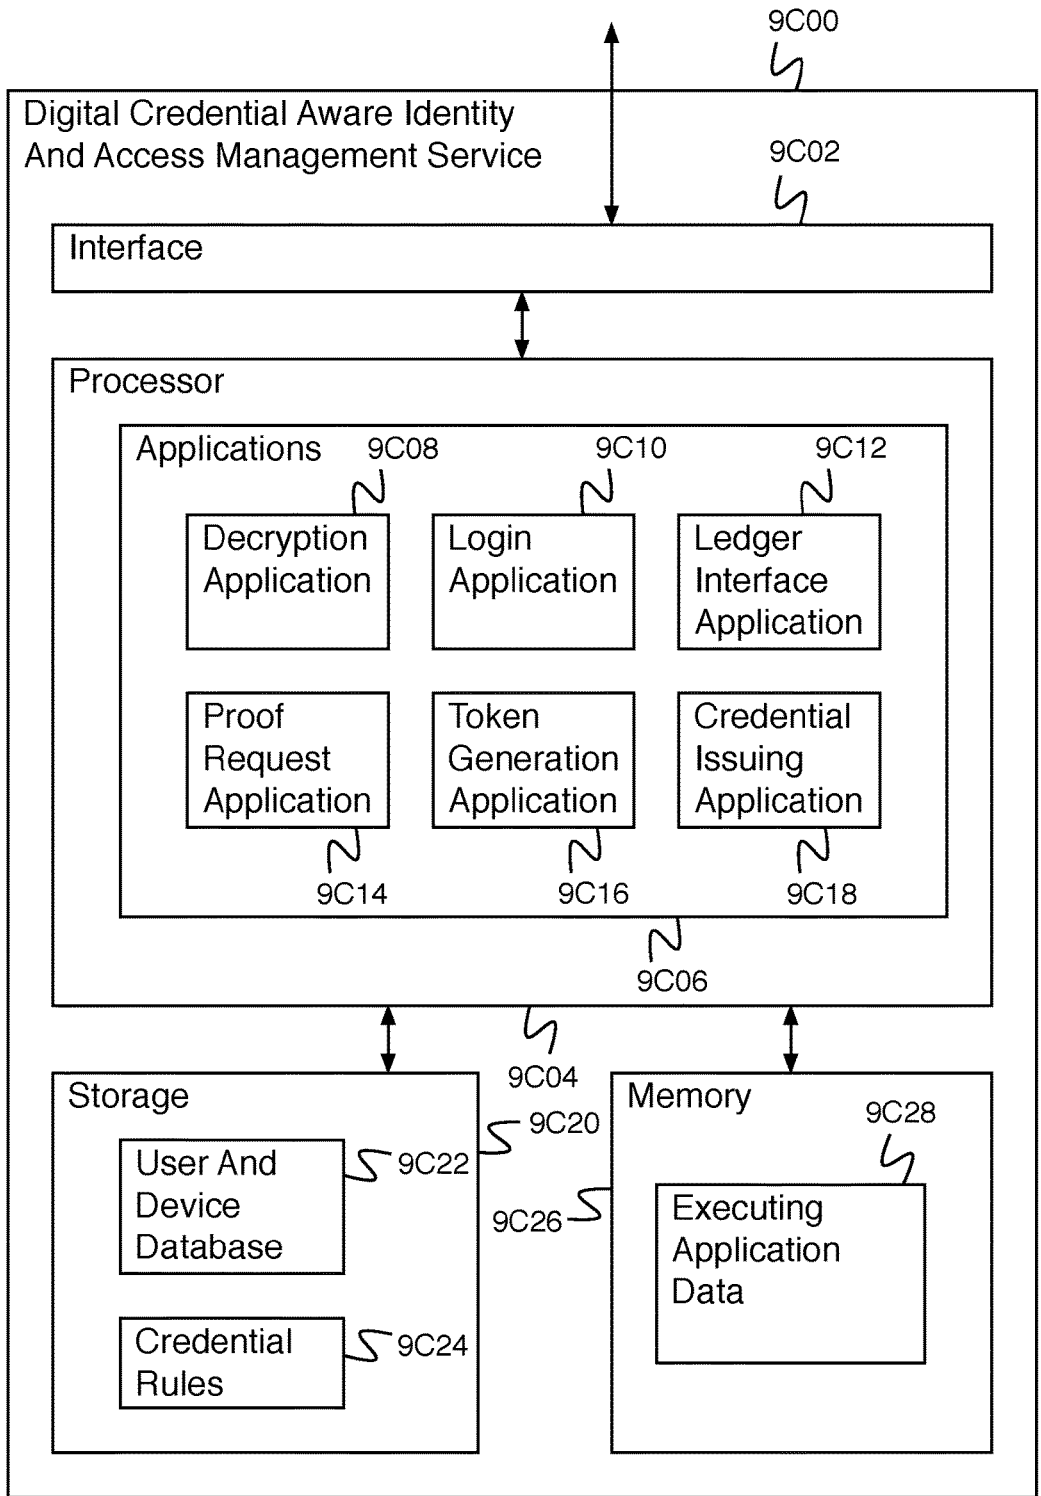 9C00
Digital Credential Aware Identity
And Access Management Service
9C02
Interface
Processor
Applications
9C08
9C10
9C12
Decryption
Application
Login
Application
Ledger
Interface
Application
Proof
Request
Application
Token
Generation
Application
Credential
Issuing
Application
9C14
9C16
9C18
9C06
9C04
Storage
9C20
User And
Device
Database
9C22
Credential
Rules
9C24
Memory
9C26
9C28
Executing
Application
Data